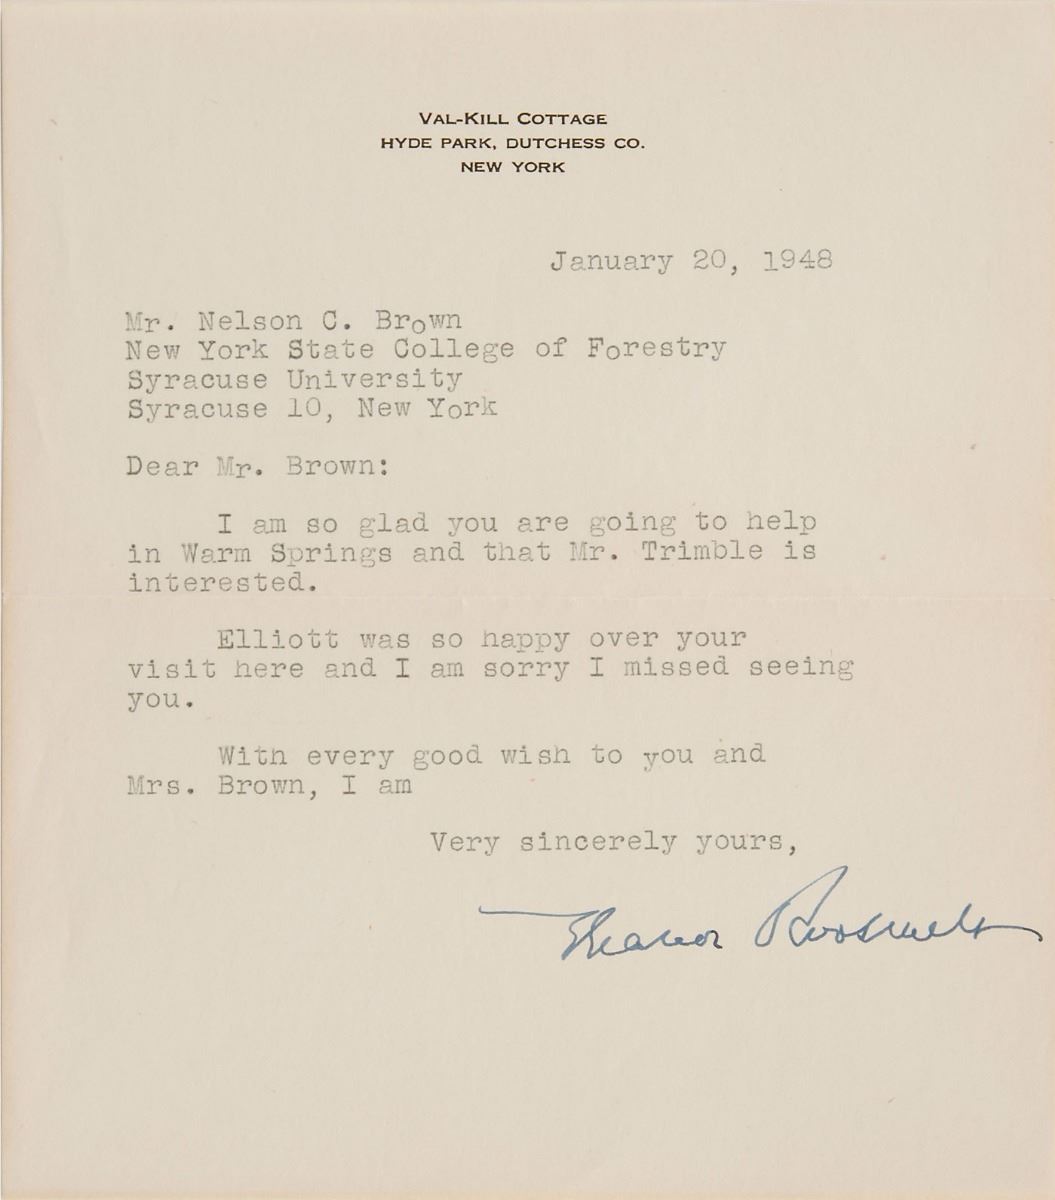 VAL-KILL COTTAGE
HYDE PARK, DUTCHESS CO.
NEW YORK
January 20, 1948
Mr. Nelson C. Brown
New York State College of Forestry
Syracuse University
Syracuse 10, New York
Dear Mr. Brown:
I am so glad you are going to help
in Warm Springs and that Mr. Trimble is
interested.
Elliott was so happy over your
visit here and I am sorry I missed seeing
you.
With every good wish to you and
Mrs. Brown, I am
Very sincerely yours,
Eleanor Roosevelt